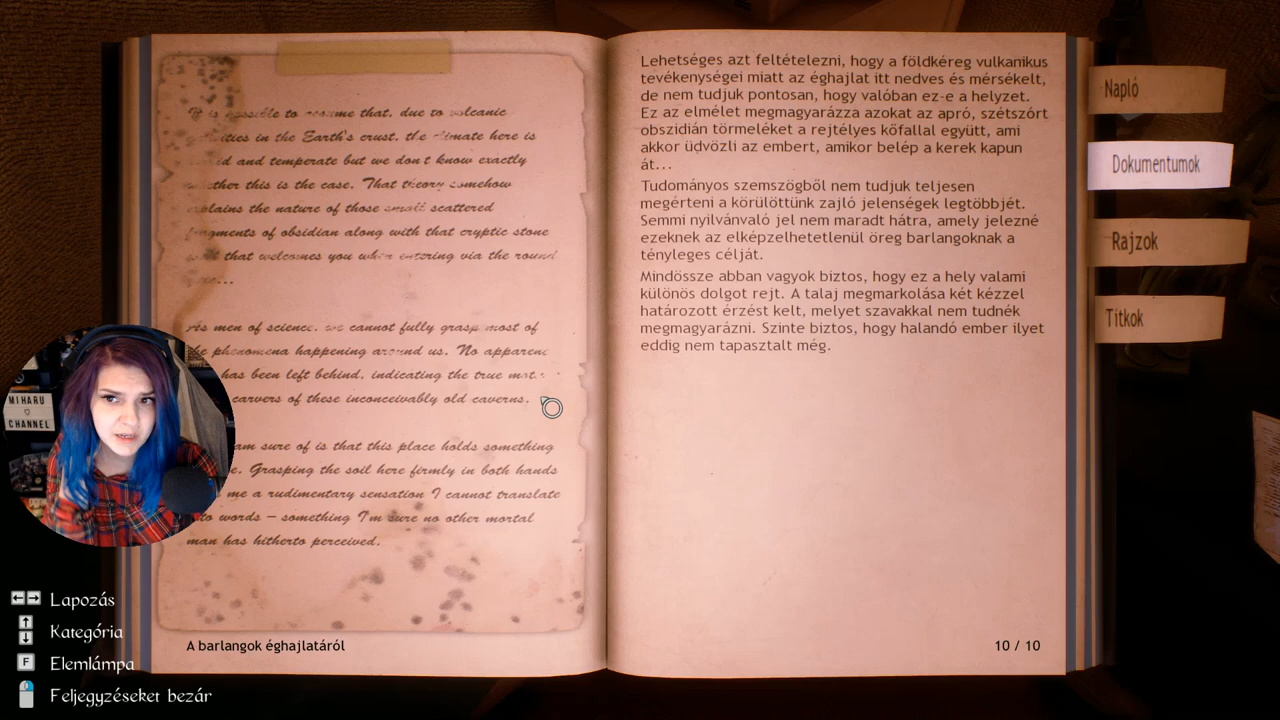 It is possible to assume that, due to volcanic
in the Earth's crust, the climate here is
and temperate but we don't know exactly
whether this is the case. That theory somehow
explains the nature of those small scattered
fragments of obsidian along with that cryptic stone
that welcomes you when entering via the round
As men of science, we cannot fully grasp most of
the phenomena happening around us. No apparent
has been left behind, indicating the true
carvers of these inconceivably old caverns.
am sure of is that this place holds something
Grasping the soil here firmly in both hands
me a rudimentary sensation I cannot translate
words – something I'm sure no other mortal
man has hitherto perceived.
A barlangok éghajlatáról
Lehetséges azt feltételezni, hogy a földkéreg vulkanikus
tevékenységei miatt az éghajlat itt nedves és mérsékelt,
de nem tudjuk pontosan, hogy valóban ez-e a helyzet.
Ez az elmélet megmagyarázza azokat az apró, szétszórt
obszidián törmeléket a rejtélyes kőfallal együtt, ami
akkor üdvözli az embert, amikor belép a kerek kapun
át...
Tudományos szemszögből nem tudjuk teljesen
megérteni a körülöttünk zajló jelenségek legtöbbjét.
Semmi nyilvánvaló jel nem maradt hátra, amely jelezné
ezeknek az elképzelhetetlenül öreg barlangoknak a
tényleges célját.
Mindössze abban vagyok biztos, hogy ez a hely valami
különös dolgot rejt. A talaj megmarkolása két kézzel
határozott érzést kelt, melyet szavakkal nem tudnék
megmagyarázni. Szinte biztos, hogy halandó ember ilyet
eddig nem tapasztalt még.
10 / 10
Napló
Dokumentumok
Rajzok
Titkok
MIHARU
CHANNEL
Lapozás
Kategória
F Elemlámpa
Feljegyzéseket bezár